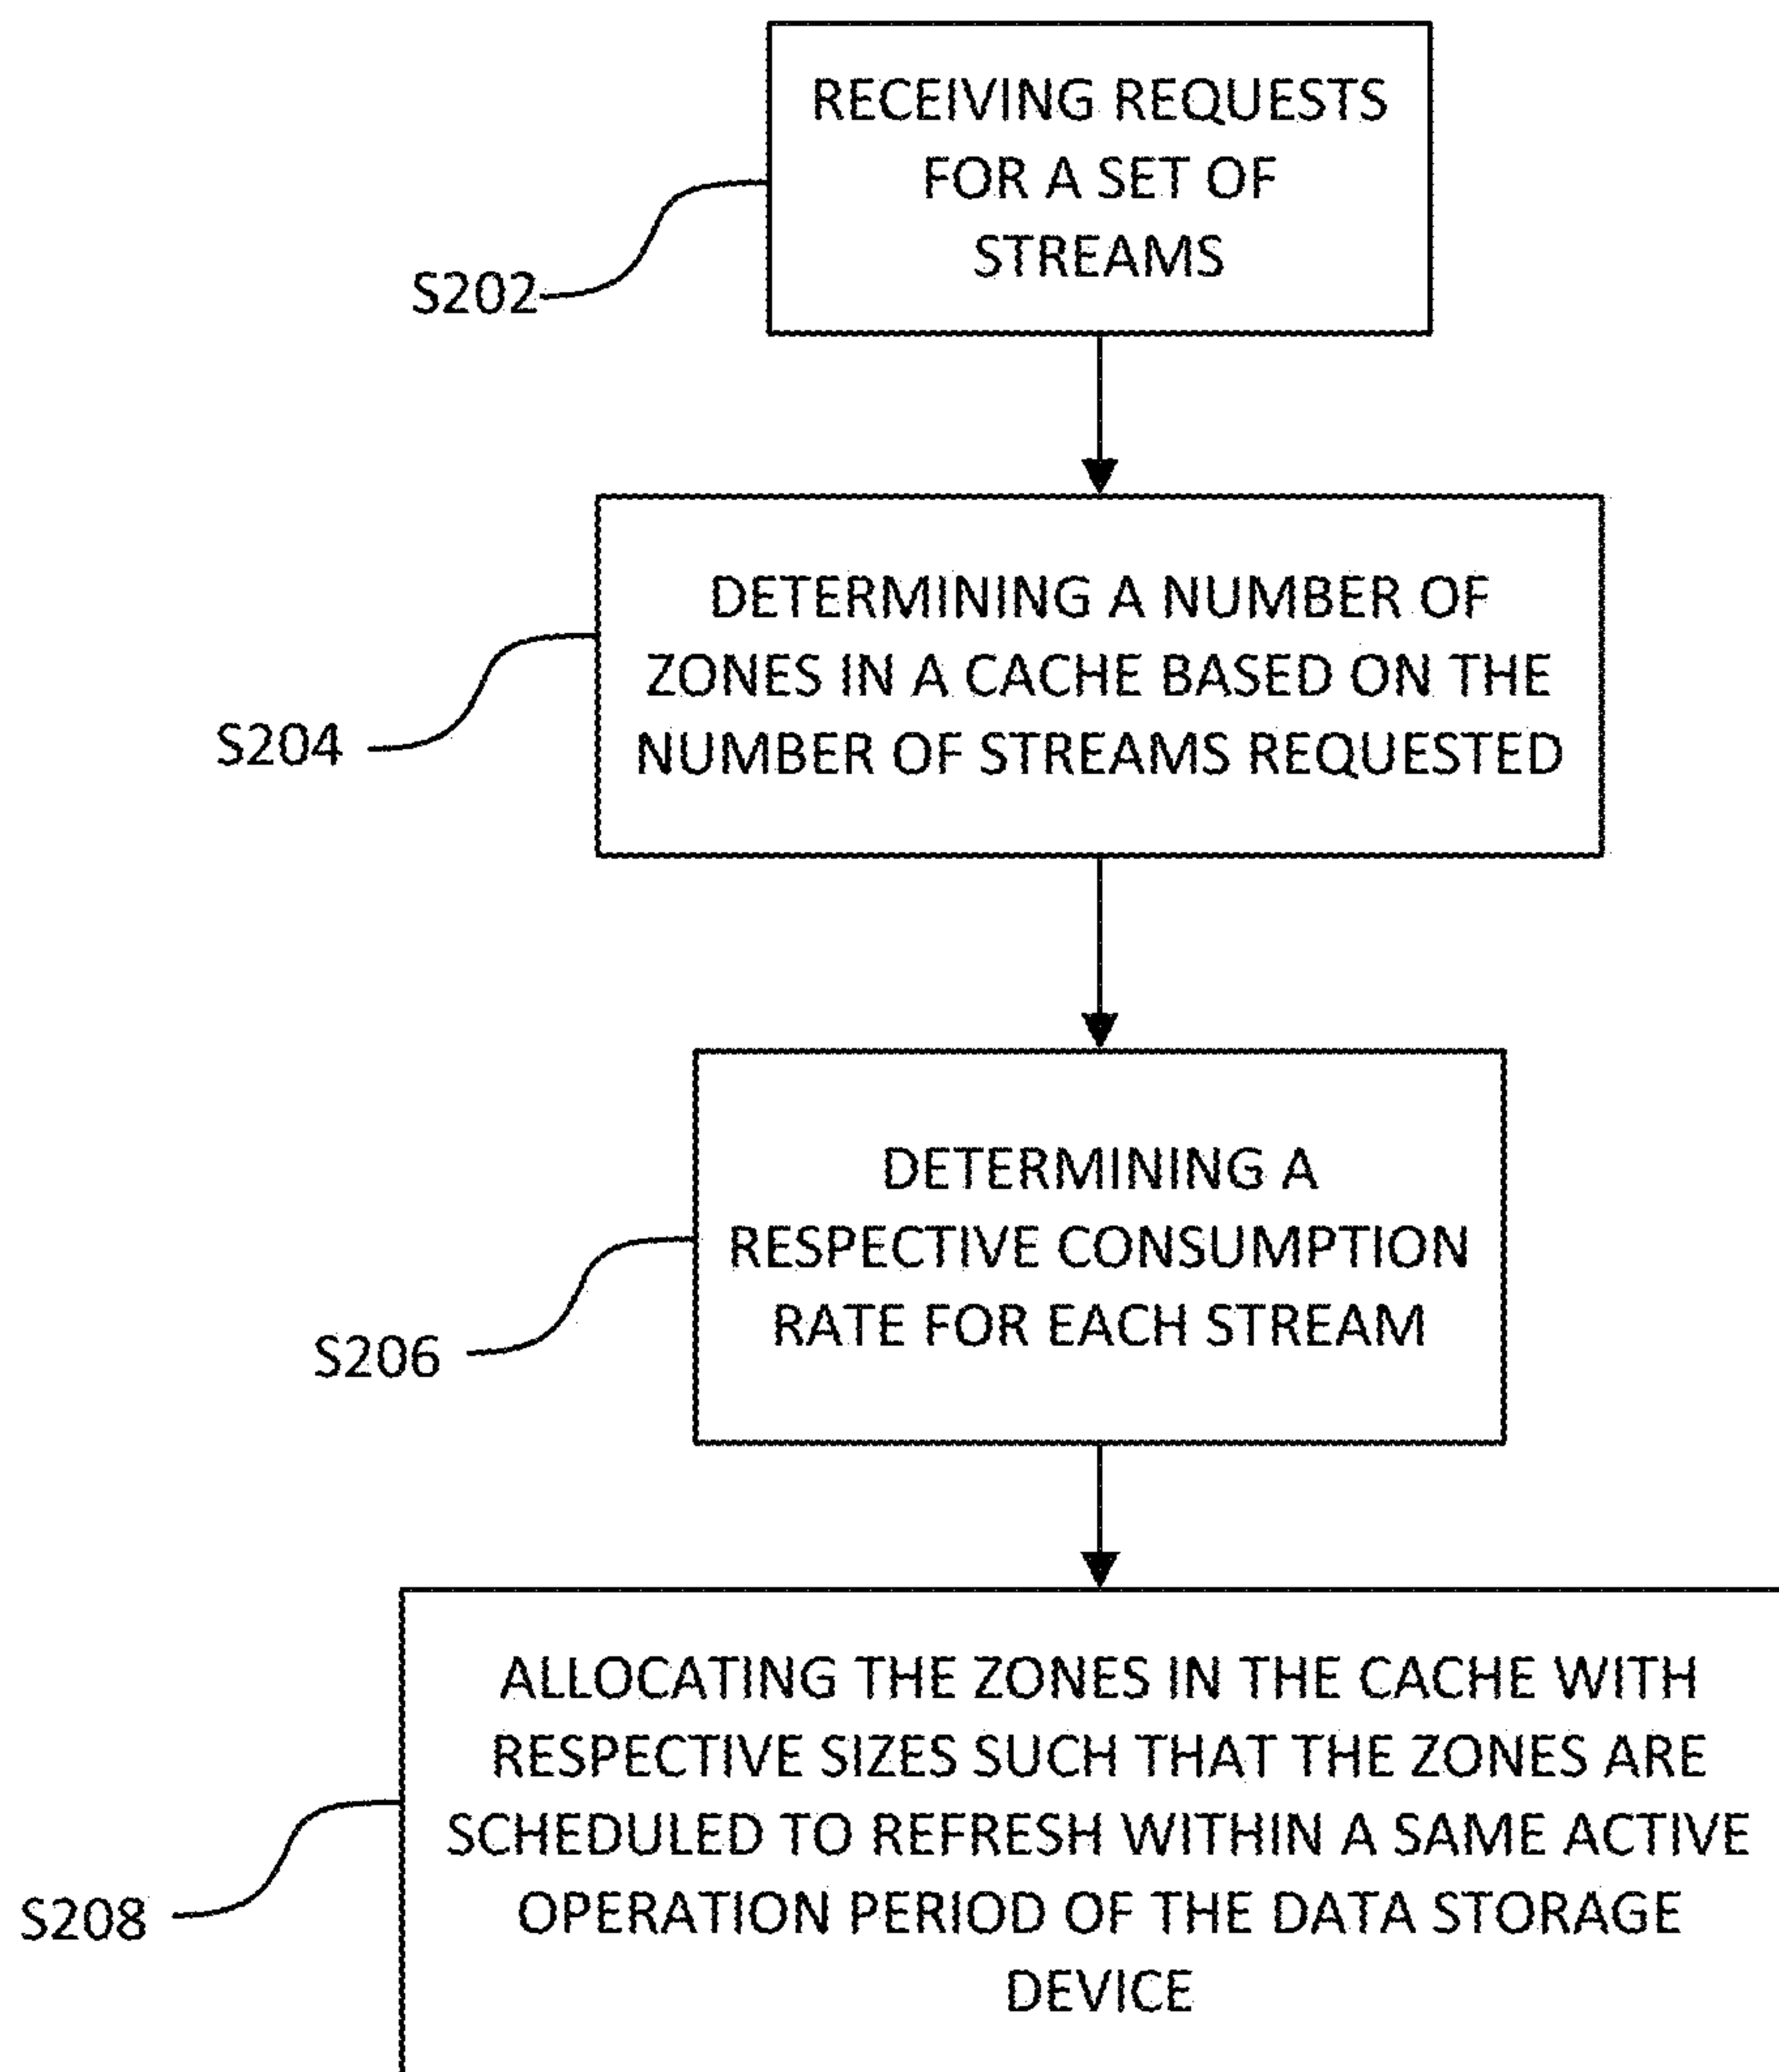 RECEIVING REQUESTS
FOR A SET OF
STREAMS
S202
DETERMINING A NUMBER OF
ZONES IN A CACHE BASED ON THE
NUMBER OF STREAMS REQUESTED
S204
DETERMINING A
RESPECTIVE CONSUMPTION
RATE FOR EACH STREAM
S206
ALLOCATING THE ZONES IN THE CACHE WITH
RESPECTIVE SIZES SUCH THAT THE ZONES ARE
SCHEDULED TO REFRESH WITHIN A SAME ACTIVE
OPERATION PERIOD OF THE DATA STORAGE
DEVICE
S208